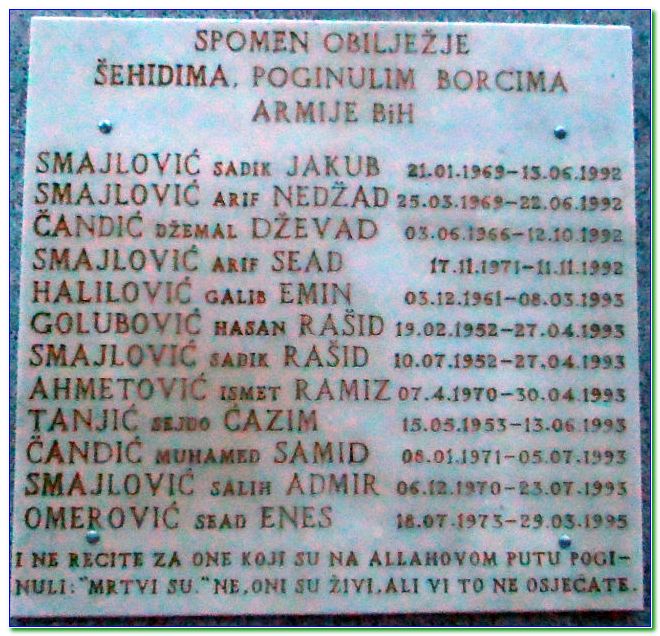 SPOMEN OBILJEŽJE
ŠEHIDIMA, POGINULIM BORCIMA
ARMIJE BiH
SMAJLOVIĆ SADIK JAKUB 21.01.1969-13.06.1992
SMAJLOVIĆ ARIF NEDŽAD 25.03.1969-22.06.1992
ČANDIĆ DŽEMAL DŽEVAD 03.06.1966-12.10.1992
SMAJLOVIĆ ARIF SEAD 17.11.1971-11.11.1992
HALILOVIĆ GALIB EMIN 03.12.1961-08.03.1993
GOLUBOVIĆ HASAN RAŠID 19.02.1952-27.04.1993
SMAJLOVIĆ SADIK RAŠID 10.07.1952-27.04.1993
AHMETOVIĆ ISMET RAMIZ 07.4.1970-30.04.1993
TANJIĆ SEJDO ĆAZIM 15.05.1953-13.06.1993
ČANDIĆ MUHAMED SAMID 08.01.1971-05.07.1993
SMAJLOVIĆ SALIH ADMIR 06.12.1970-23.07.1993
OMEROVIĆ SEAD ENES 18.07.1973-29.03.1995
I NE RECITE ZA ONE KOJI SU NA ALLAHOVOM PUTU POGI-
NULI: "MRTVI SU." NE, ONI SU ŽIVI, ALI VI TO NE OSJEĆATE.